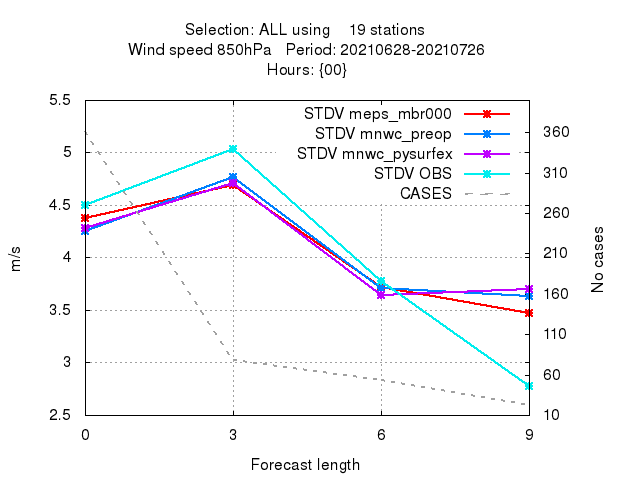 Selection: ALL using    19 stations
Wind speed 850hPa   Period: 20210628-20210726
Hours: {00}
STDV meps_mbr000
STDV mnwc_preop
STDV mnwc_pysurfex
STDV OBS
CASES
5.5
5
4.5
4
3.5
3
2.5
m/s
360
310
260
210
160
110
60
10
No cases
0 3 6 9
Forecast length